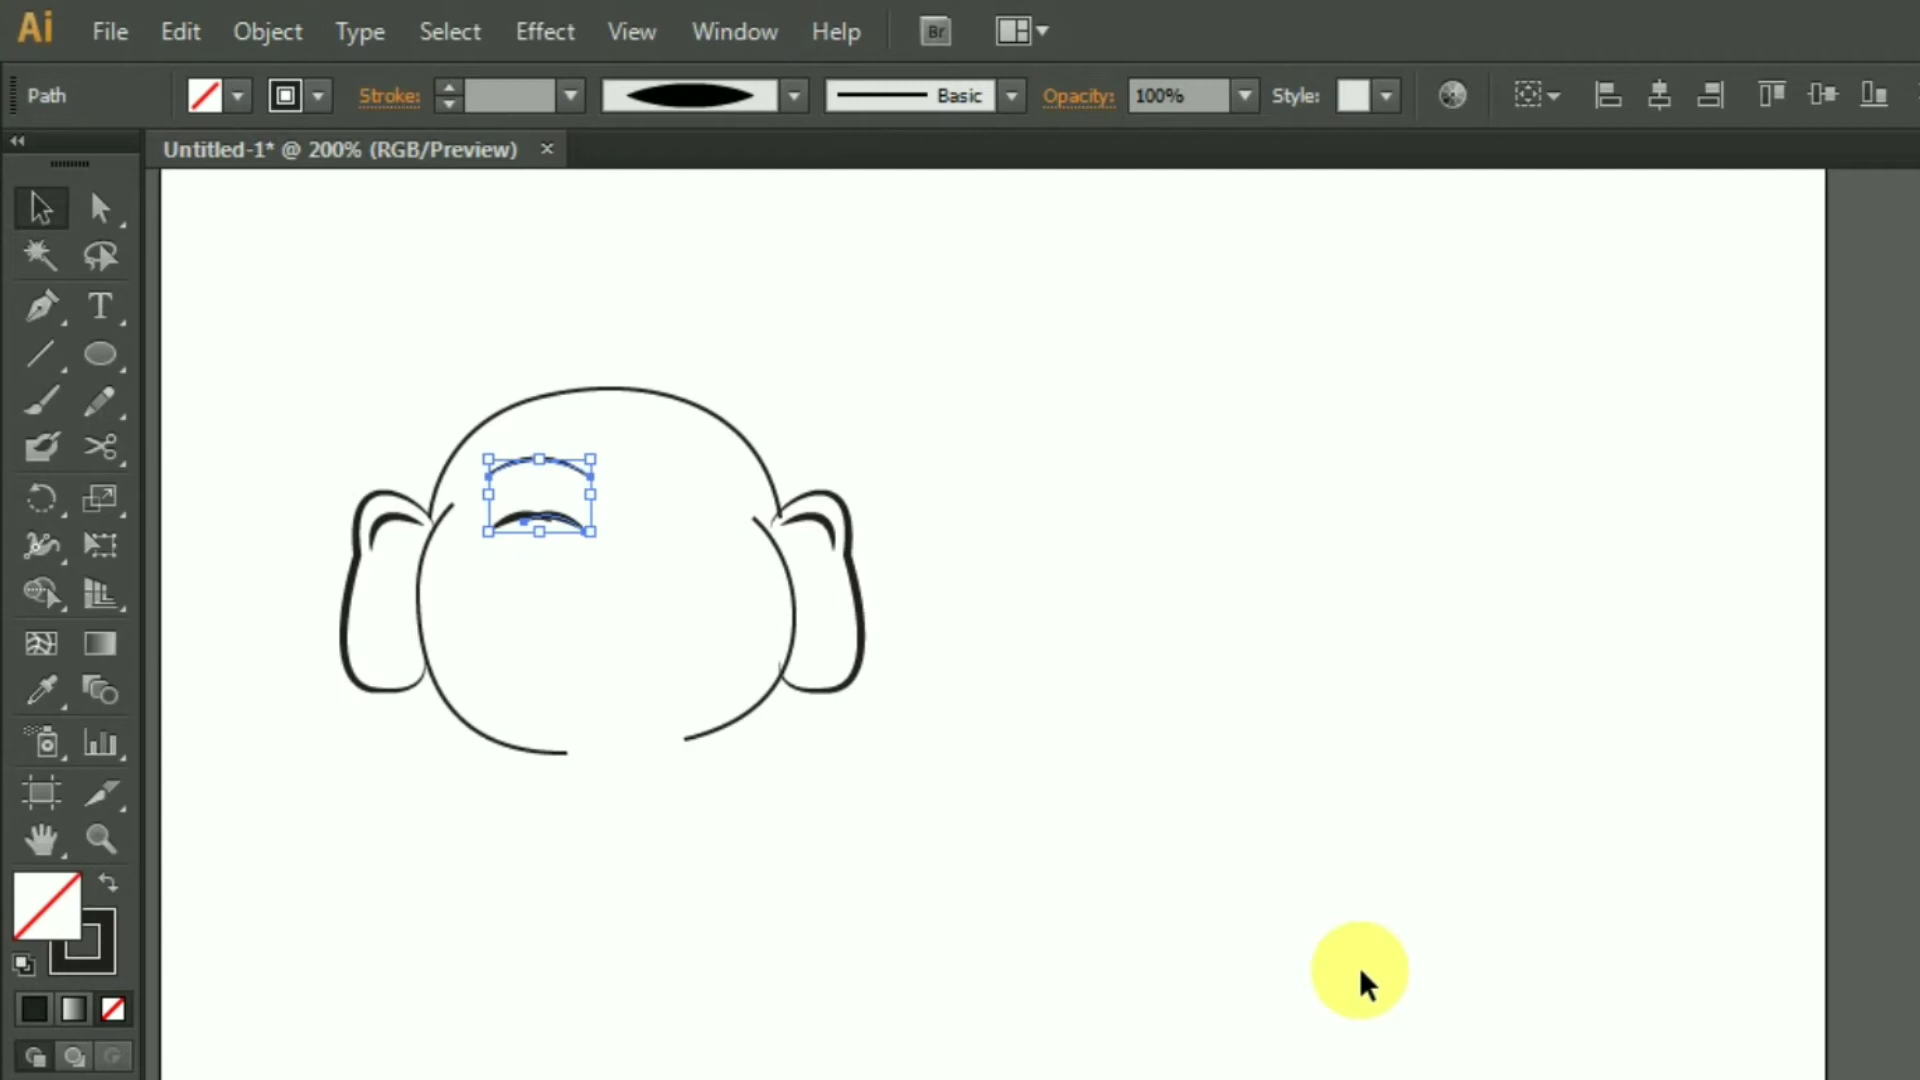 Ai File Edit Object Type Select Effect View Window Help Br
Path Stroke: Basic Opacity: 100% Style:
Untitled-1* @ 200% (RGB/Preview) ×
T